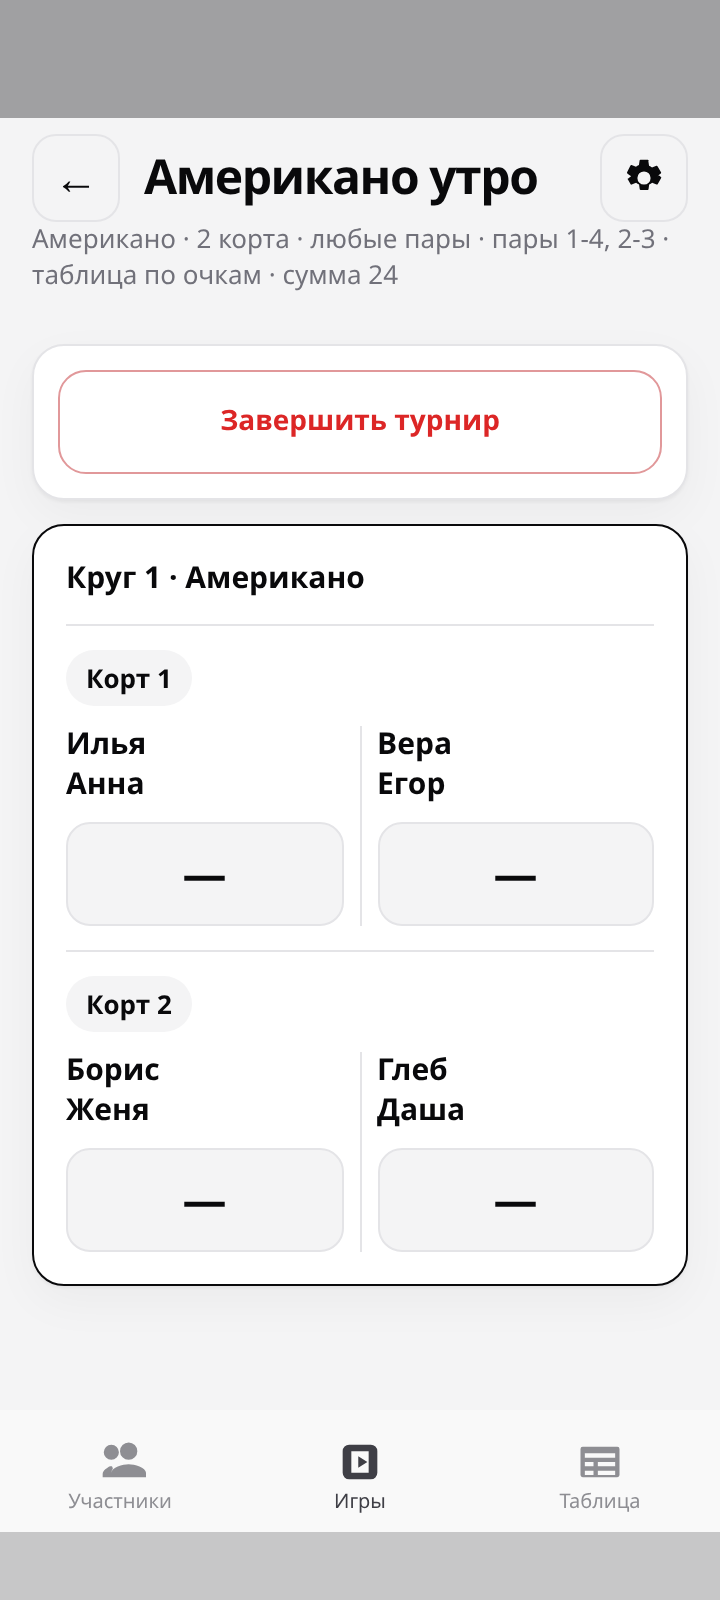 ← Американо утро
Американо · 2 корта · любые пары · пары 1-4, 2-3 ·
таблица по очкам · сумма 24
Завершить турнир
Круг 1 · Американо
Корт 1
Илья
Анна
Вера
Егор
— —
Корт 2
Борис
Женя
Глеб
Даша
— —
Участники Игры Таблица